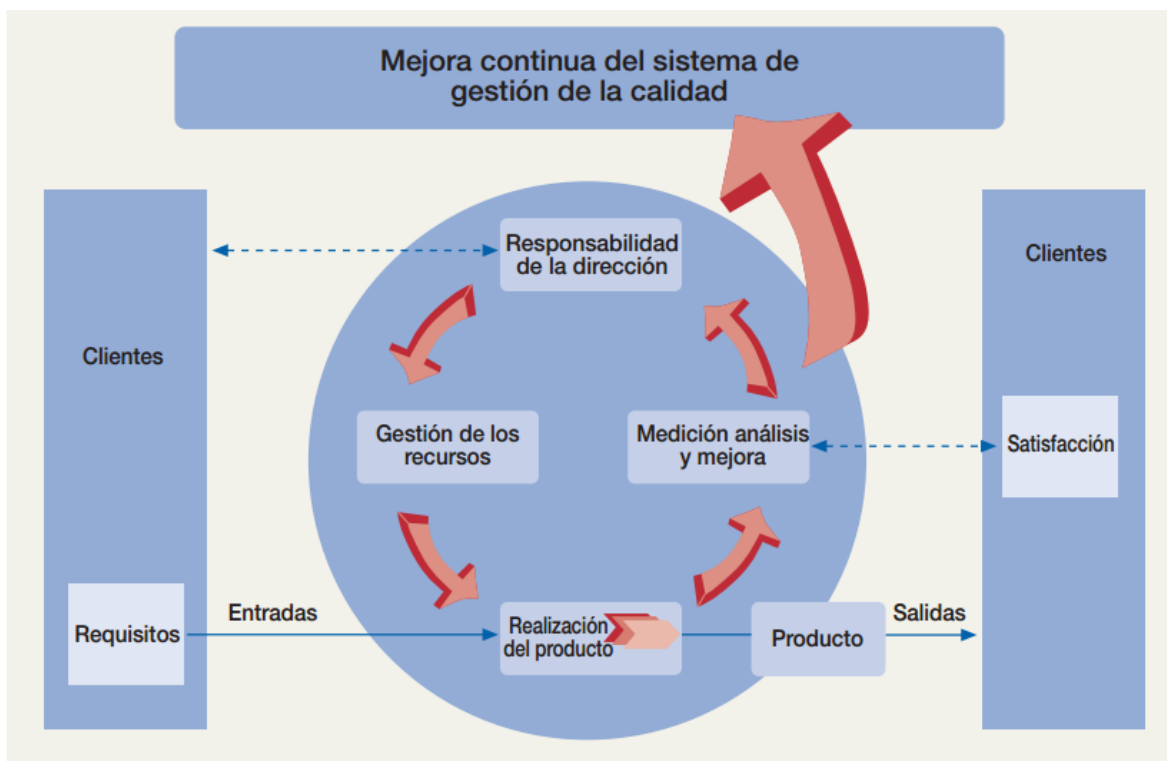 Mejora continua del sistema de
gestión de la calidad
Responsabilidad
de la dirección
Clientes
Clientes
Gestión de los
recursos
Medición análisis
y mejora
Satisfacción
Requisitos
Entradas
Realización
del producto
Producto
Salidas